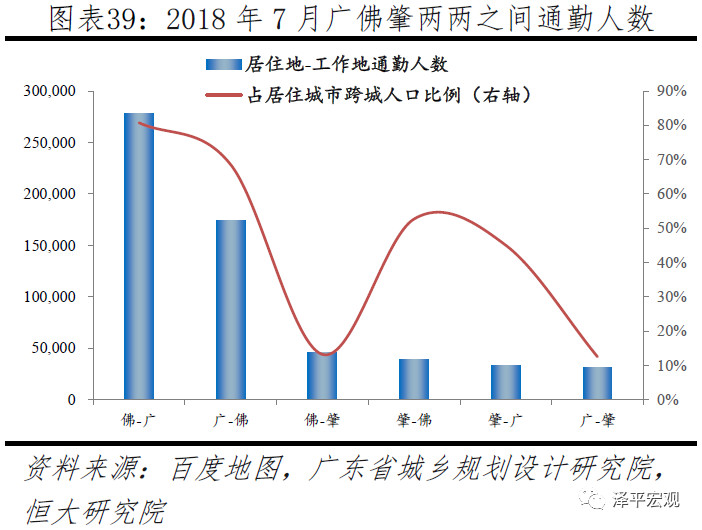 图表39：2018 年 7 月广佛肇两两之间通勤人数
居住地-工作地通勤人数
占居住城市跨城人口比例（右轴）
300,000
250,000
200,000
150,000
100,000
50,000
0
90%
80%
70%
60%
50%
40%
30%
20%
10%
0%
佛-广 广-佛 佛-肇 肇-佛 肇-广 广-肇
资料来源：百度地图，广东省城乡规划设计研究院，
恒大研究院
泽平宏观